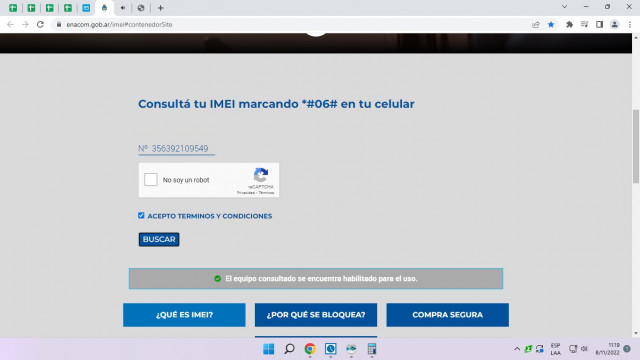 enacom.gob.ar/imei#contenedorSite
Consultá tu IMEI marcando *#06# en tu celular
Nº 356392109549
No soy un robot
reCAPTCHA
Privacidad - Términos
ACEPTO TERMINOS Y CONDICIONES
BUSCAR
El equipo consultado se encuentra habilitado para el uso.
¿QUÉ ES IMEI?
¿POR QUÉ SE BLOQUEA?
COMPRA SEGURA
ESP
LAA
11:19
8/11/2022